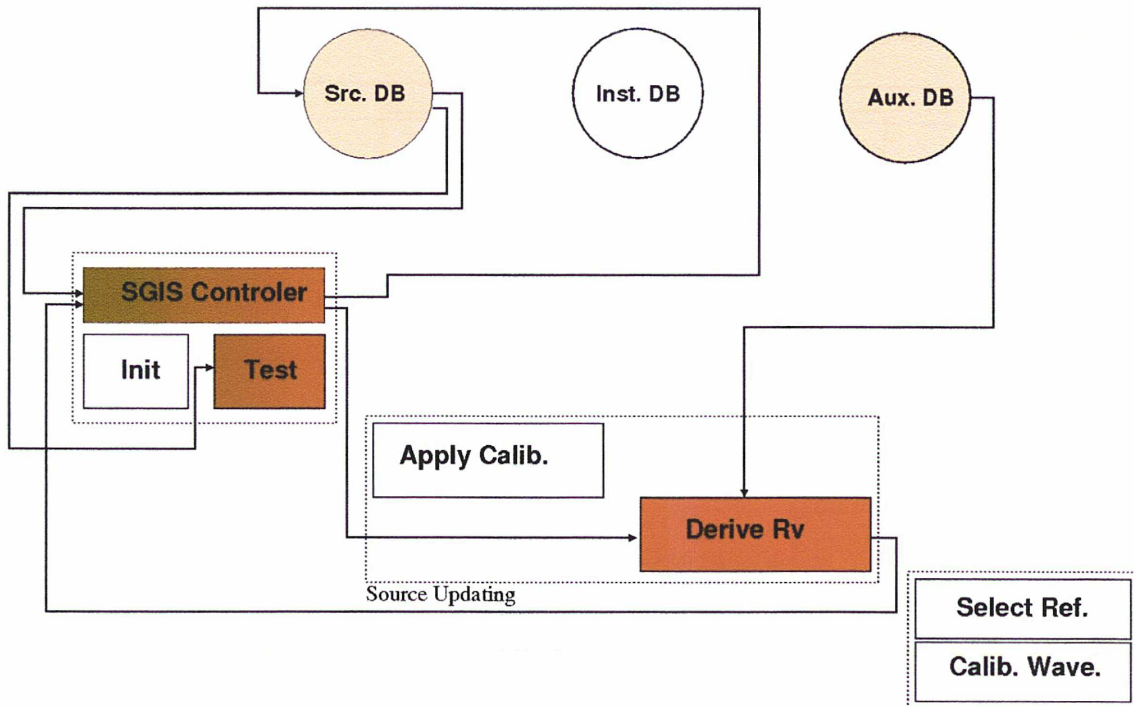 Src. DB
Inst. DB
Aux. DB
SGIS Controler
Init
Test
Apply Calib.
Derive Rv
Source Updating
Select Ref.
Calib. Wave.